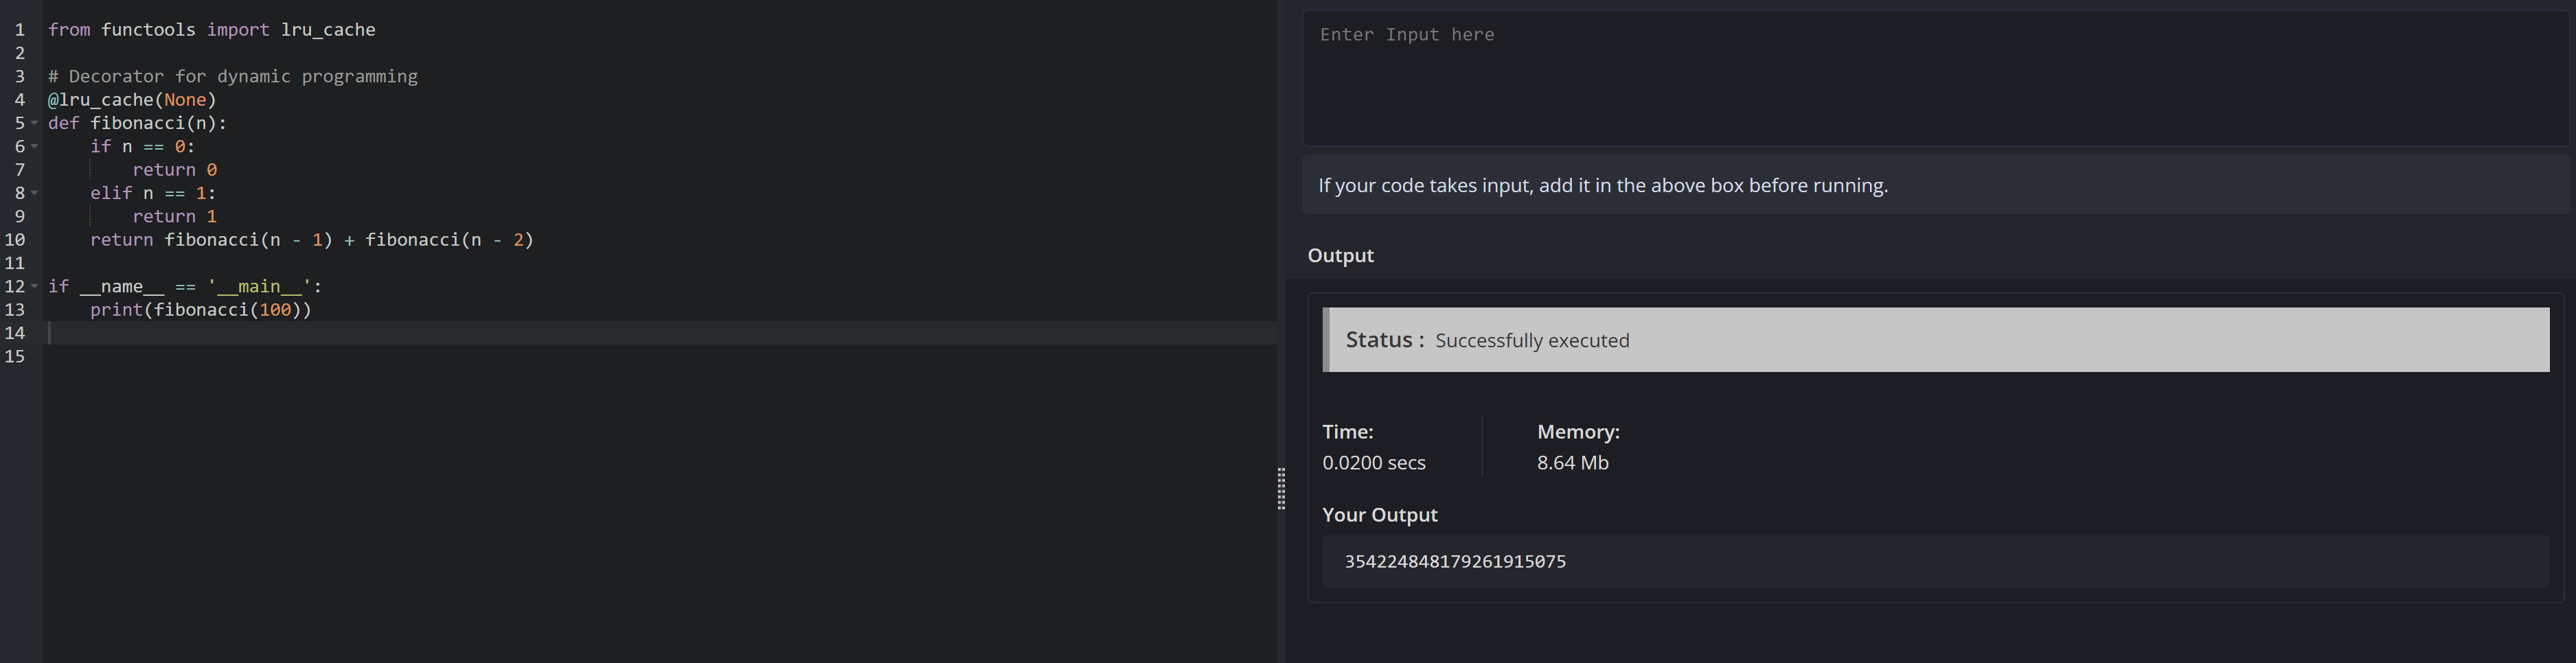 1 from functools import lru_cache
2
3 # Decorator for dynamic programming
4 @lru_cache(None)
5 def fibonacci(n):
6     if n == 0:
7         return 0
8     elif n == 1:
9         return 1
10     return fibonacci(n - 1) + fibonacci(n - 2)
11
12 if __name__ == '__main__':
13     print(fibonacci(100))
14
15
Enter Input here
If your code takes input, add it in the above box before running.
Output
Status : Successfully executed
Time:
0.0200 secs
Memory:
8.64 Mb
Your Output
354224848179261915075